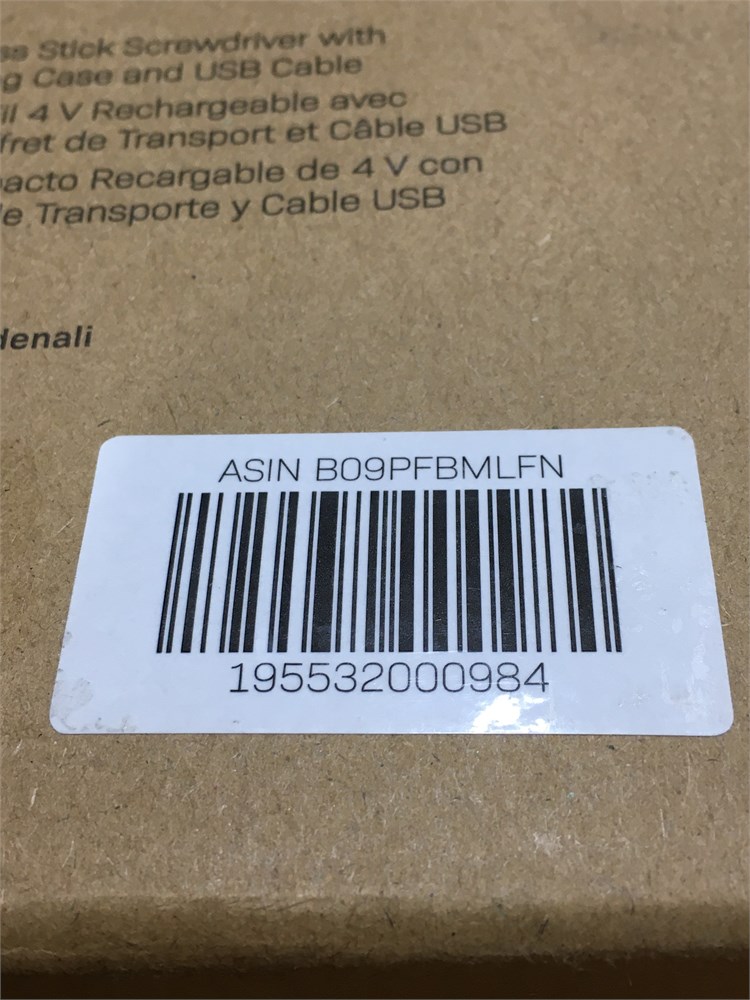 Stick Screwdriver with
Case and USB Cable
4 V Rechargeable avec
de Transport et Câble USB
Recargable de 4 V con
Transporte y Cable USB
denali
ASIN B09PFBMLFN
195532000984